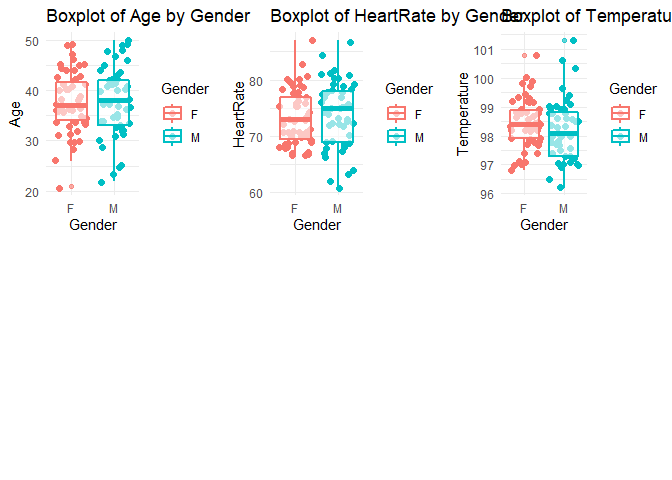 Boxplot of Age by Gender
Age
50
40
30
20
F
M
Gender
Gender
F
M
Boxplot of HeartRate by Gender
HeartRate
80
70
60
F
M
Gender
Gender
F
M
Boxplot of Temperatu
Temperature
101
100
99
98
97
96
F
M
Gender
Gender
F
M